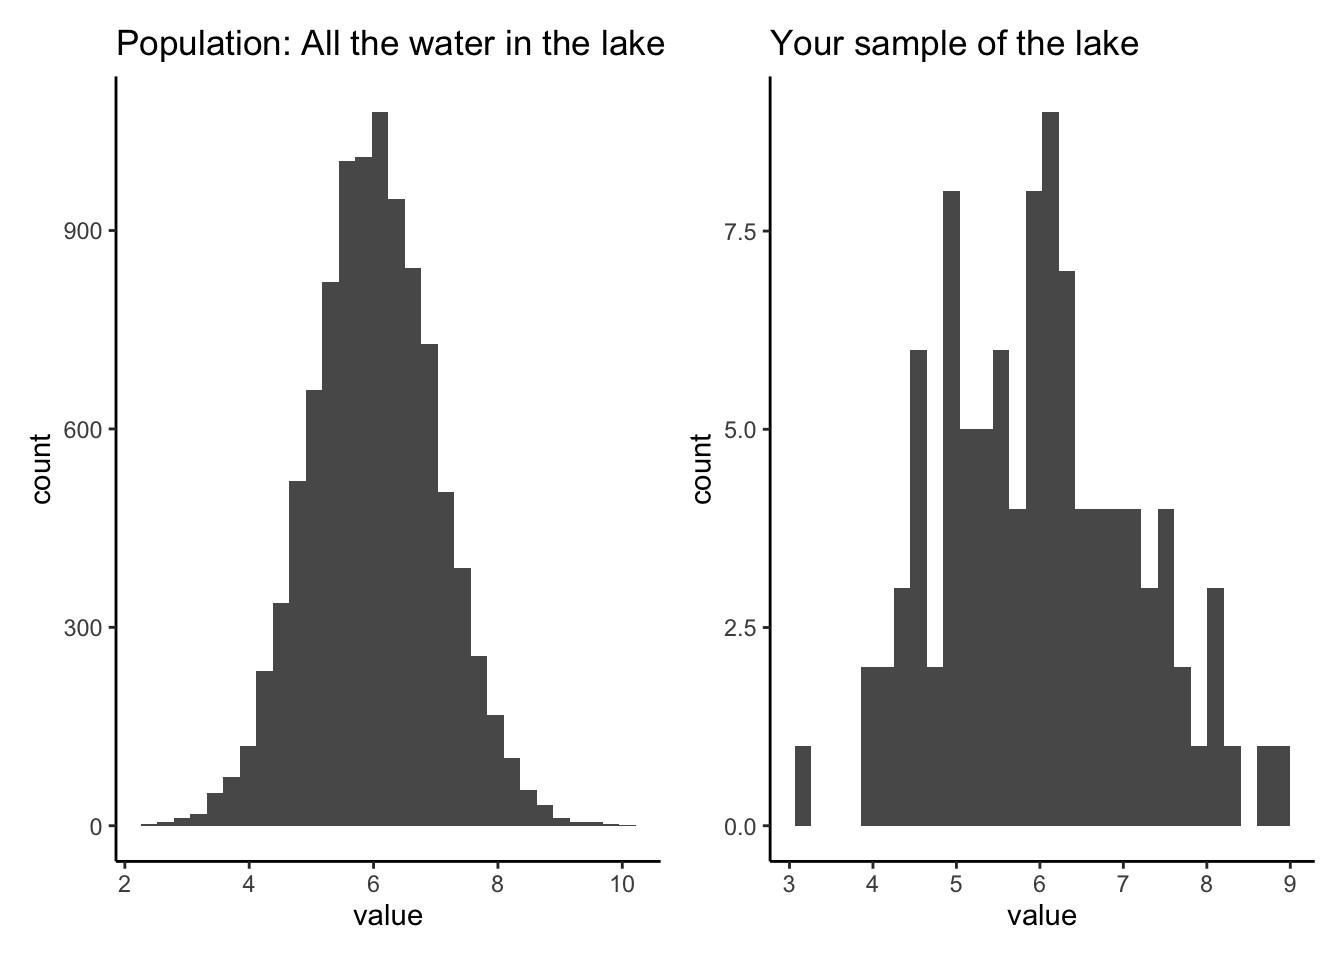 Population: All the water in the lake
count
900
600
300
0
2 4 6 8 10
value
Your sample of the lake
count
7.5
5.0
2.5
0.0
3 4 5 6 7 8 9
value